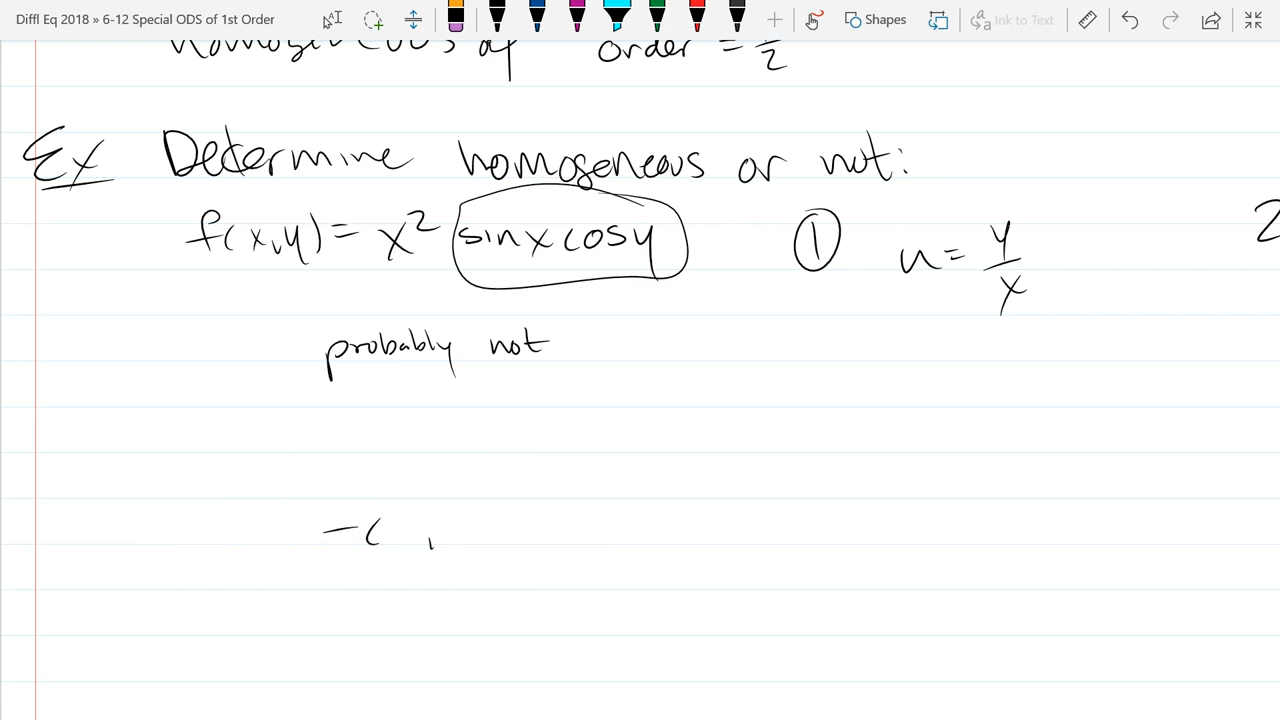 Diffl Eq 2018 » 6-12 Special ODS of 1st Order
Shapes
Ink to Text
order = 1/2
Ex Determine homogeneous or not:
f(x,y) = x² sinx cosy ① u = y/x 2
probably not